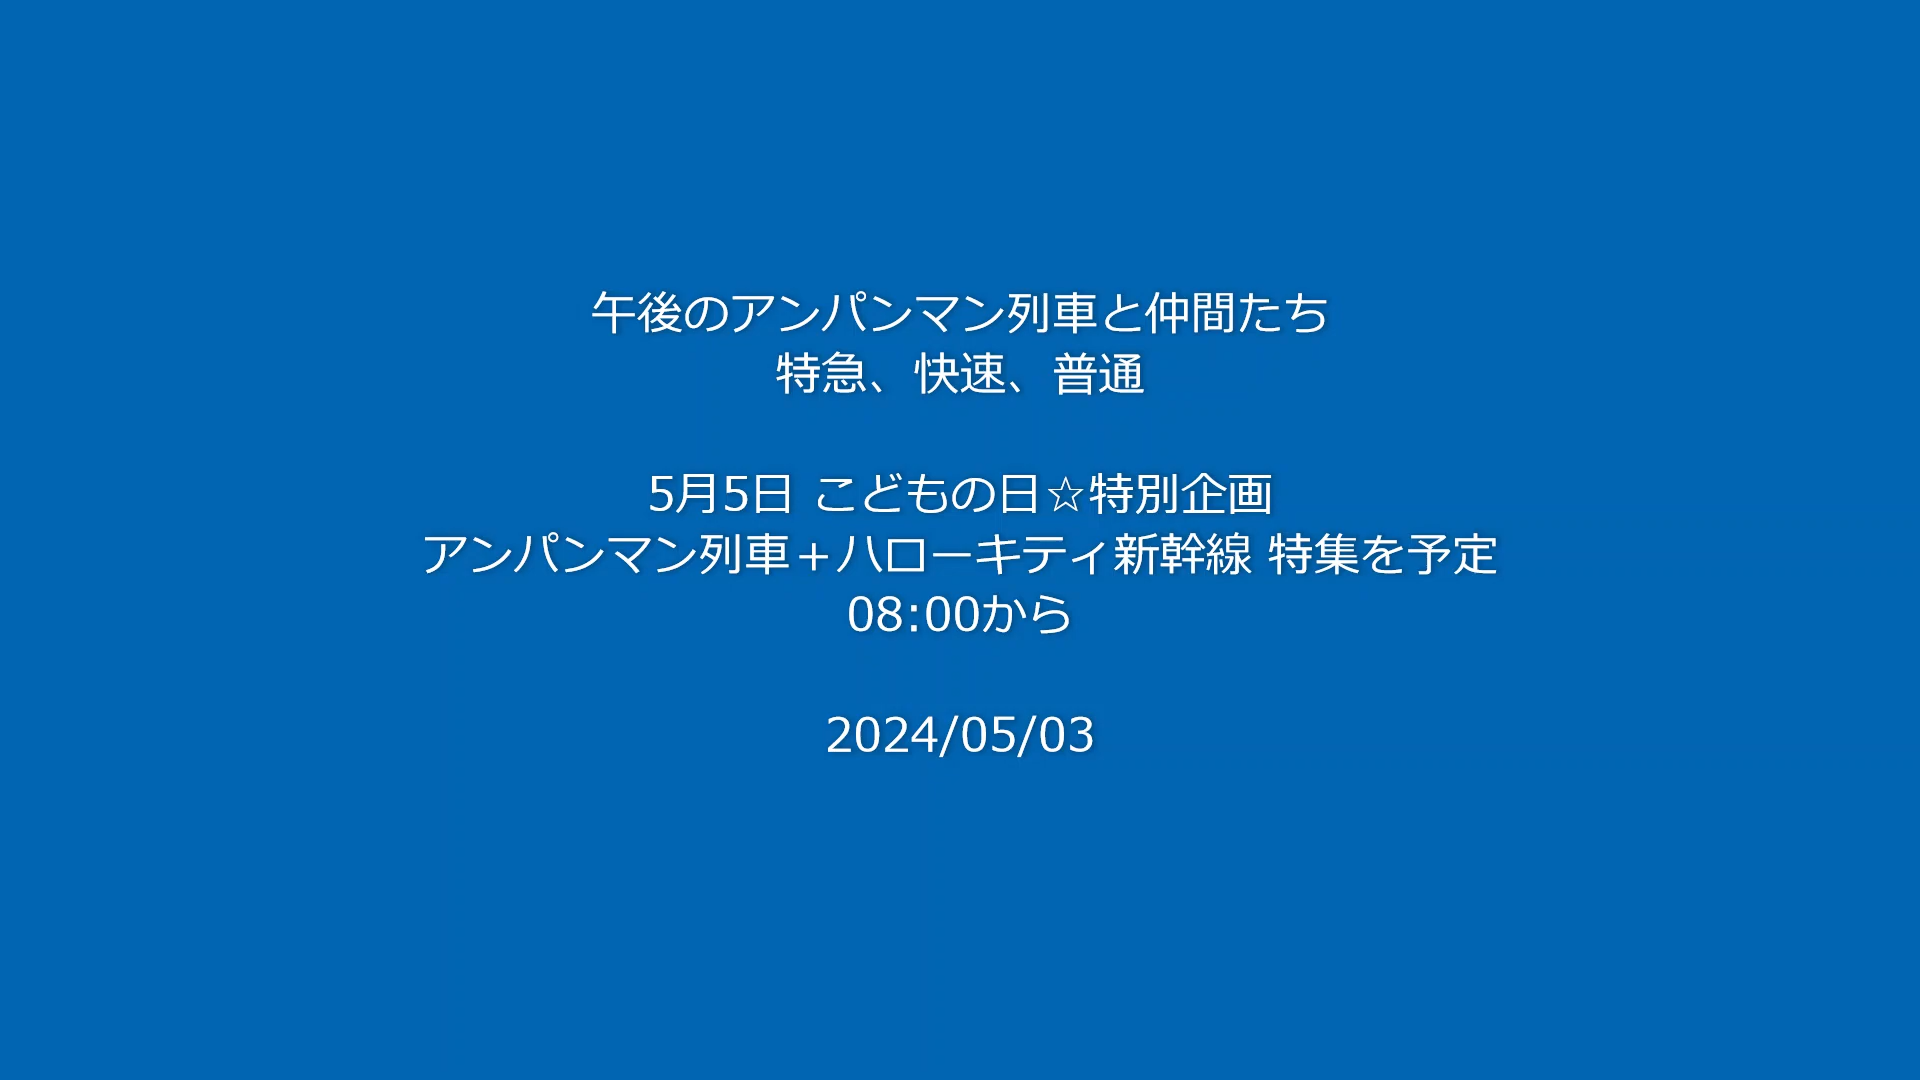 午後のアンパンマン列車と仲間たち
特急、快速、普通
5月5日 こどもの日☆特別企画
アンパンマン列車＋ハローキティ新幹線 特集を予定
08:00から
2024/05/03